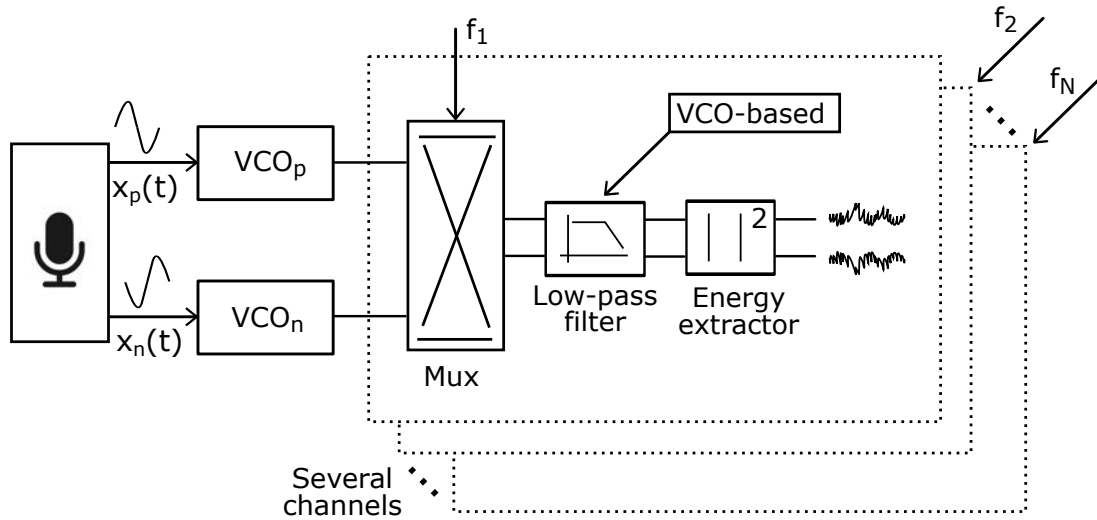 f1
f2
fN
VCO-based
VCOp
xp(t)
2
VCOn
xn(t)
Low-pass
filter
Energy
extractor
Mux
Several
channels